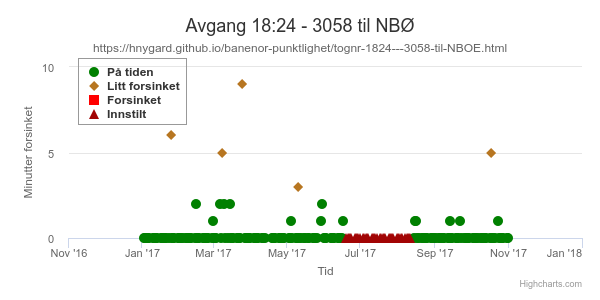 Avgang 18:24 - 3058 til NBØ
https://hnygard.github.io/banenor-punktlighet/tognr-1824---3058-til-NBOE.html
På tiden
Litt forsinket
Forsinket
Innstilt
Minutter forsinket
10
5
0
Nov '16
Jan '17
Mar '17
May '17
Jul '17
Sep '17
Nov '17
Jan '18
Tid
Highcharts.com